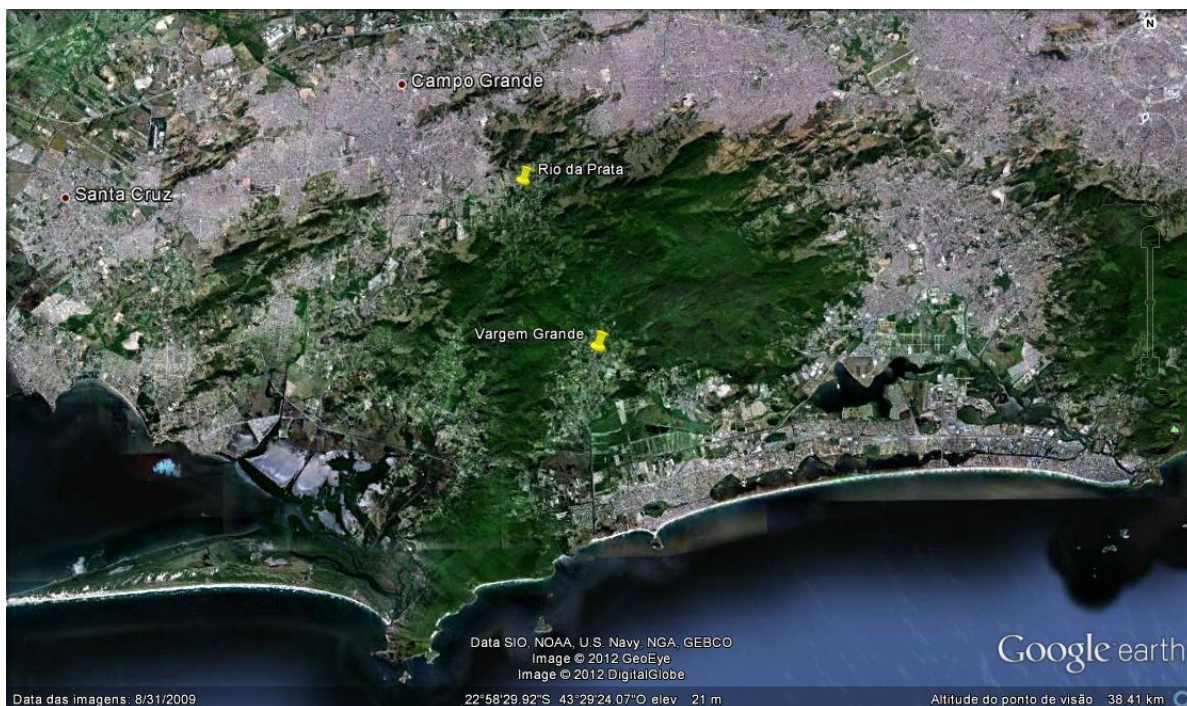 N
Campo Grande
Rio da Prata
Santa Cruz
Vargem Grande
Data SIO, NOAA, U.S. Navy, NGA, GEBCO
Image © 2012 GeoEye
Image © 2012 DigitalGlobe
Google earth
Data das imagens: 8/31/2009
22°58'29.92"S 43°29'24.07"O elev 21 m
Altitude do ponto de visão 38.41 km